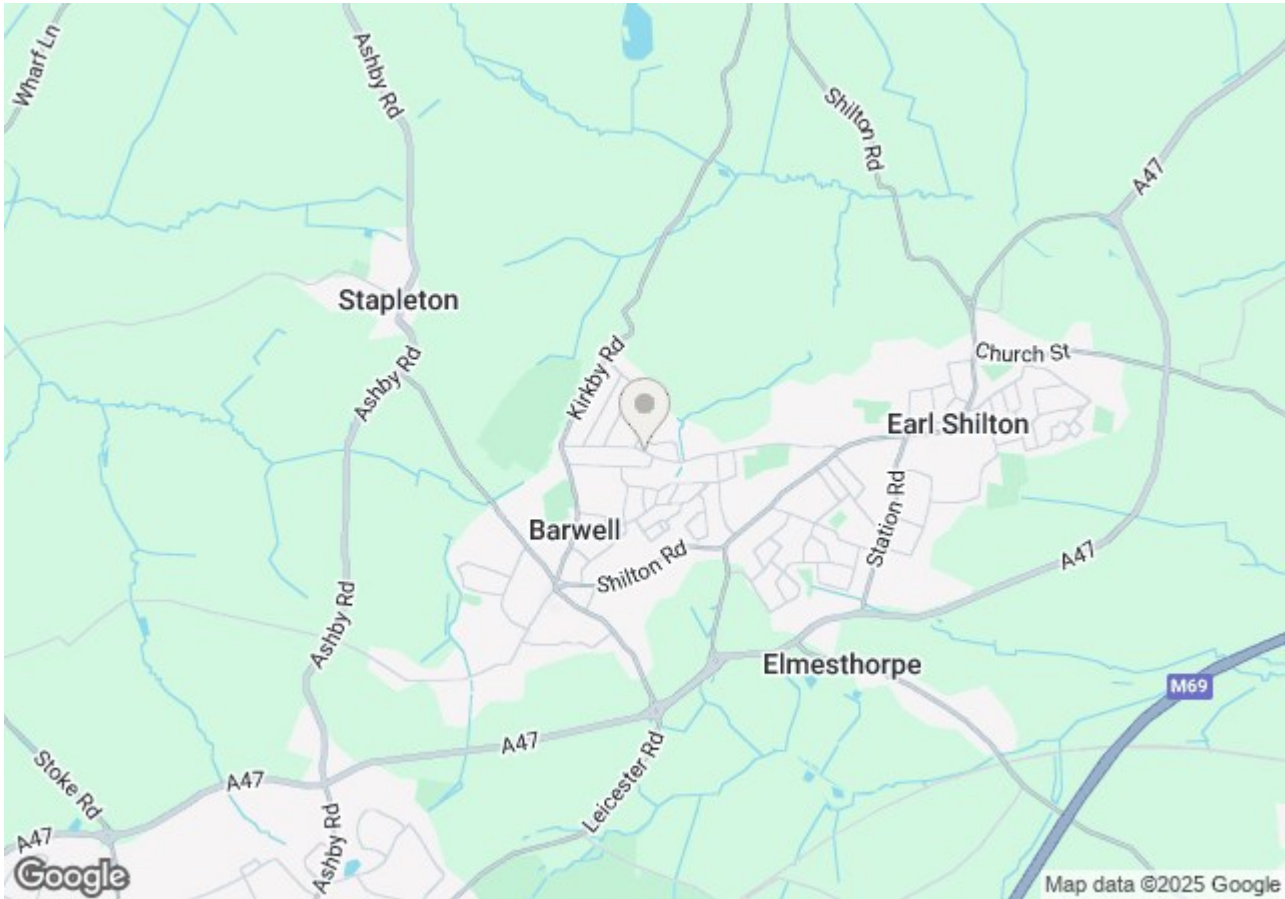 Wharf Ln
Ashby Rd
Shilton Rd
A47
Stapleton
Kirkby Rd
Church St
Ashby Rd
Earl Shilton
Station Rd
Barwell
Shilton Rd
A47
Ashby Rd
Elmesthorpe
M69
A47
Leicester Rd
Stoke Rd
A47
A47
Ashby Rd
Google
Map data ©2025 Google